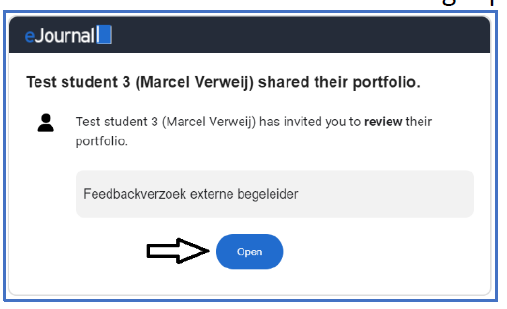 eJournal
Test student 3 (Marcel Verweij) shared their portfolio.
Test student 3 (Marcel Verweij) has invited you to review their
portfolio.
Feedbackverzoek externe begeleider
Open